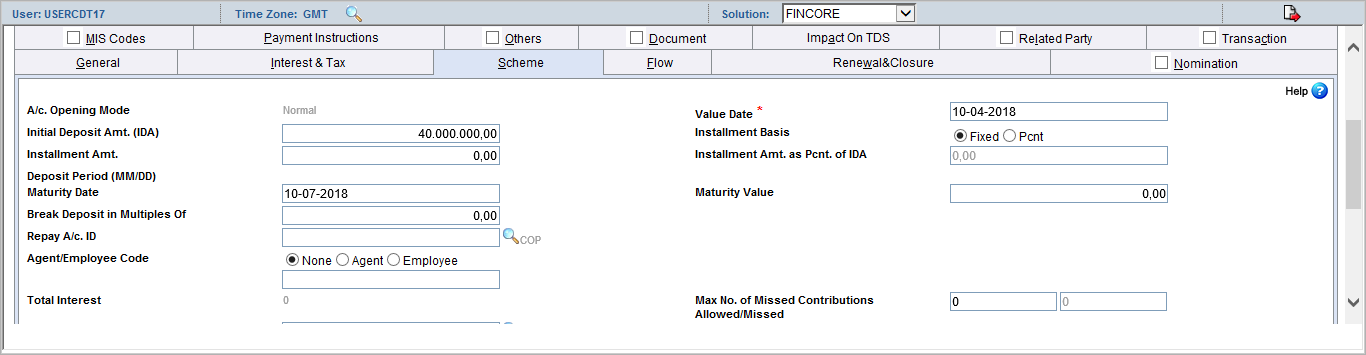 User: USERCDT17 Time Zone: GMT Solution: FINCORE
MIS Codes Payment Instructions Others Document Impact On TDS Related Party Transaction
General Interest & Tax Scheme Flow Renewal&Closure Nomination
Help ?
A/c. Opening Mode Normal Value Date * 10-04-2018
Initial Deposit Amt. (IDA) 40.000.000,00 Installment Basis Fixed Pcnt
Installment Amt. 0,00 Installment Amt. as Pcnt. of IDA 0,00
Deposit Period (MM/DD)
Maturity Date 10-07-2018 Maturity Value 0,00
Break Deposit in Multiples Of 0,00
Repay A/c. ID COP
Agent/Employee Code None Agent Employee
Total Interest 0 Max No. of Missed Contributions 0 0
Allowed/Missed